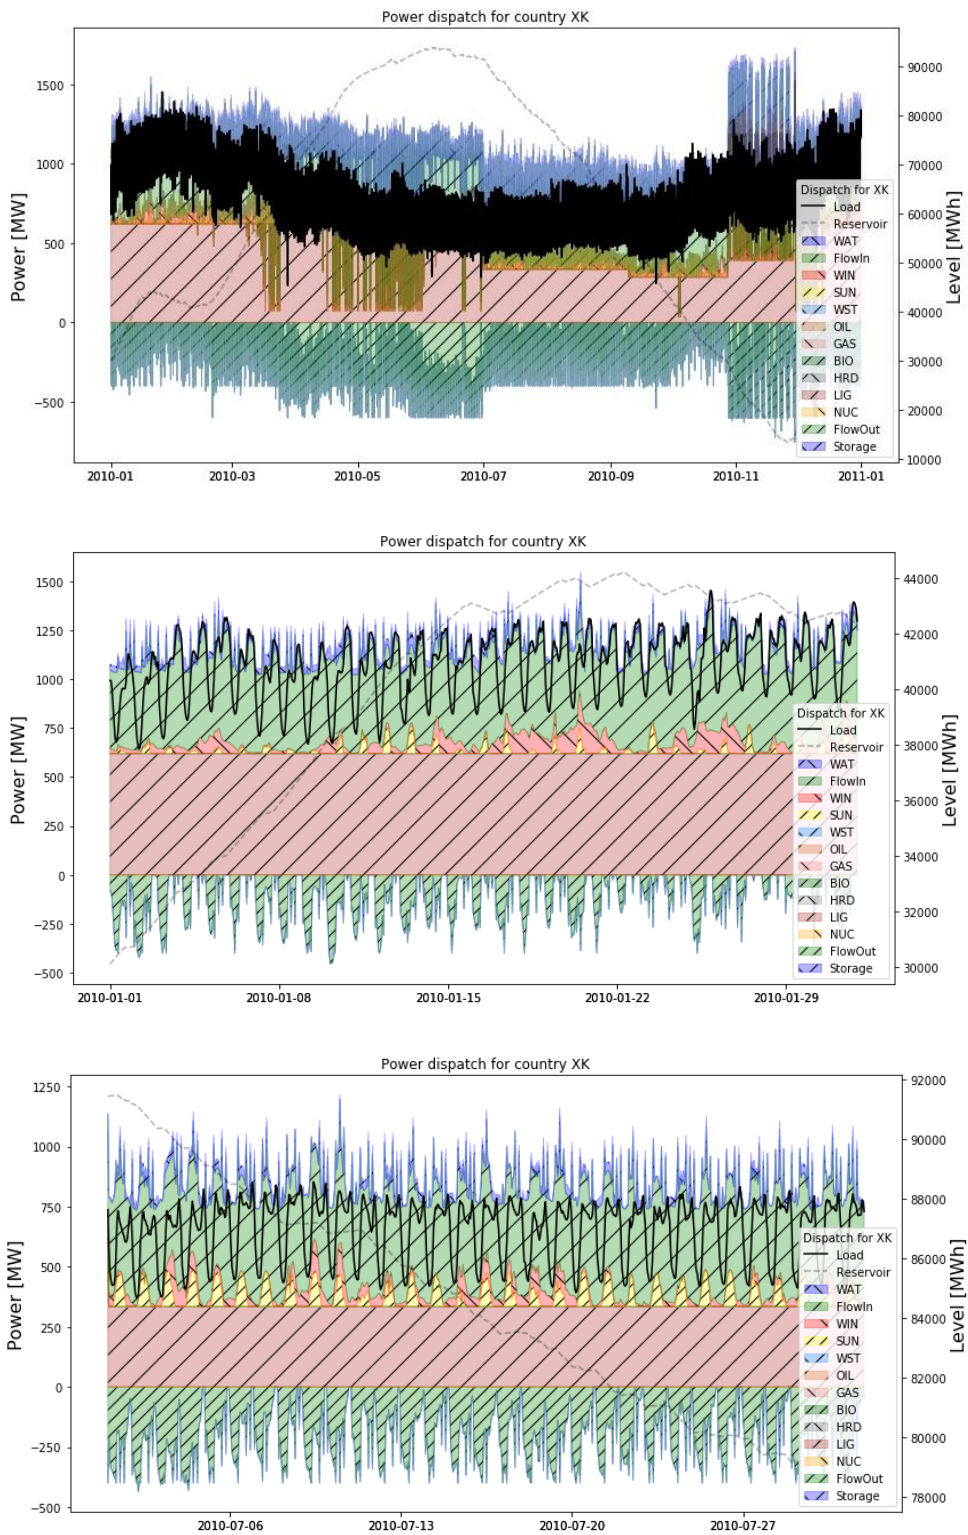 Power dispatch for country XK
Power [MW]
1500
1000
500
0
−500
90000
80000
70000
60000
50000
40000
30000
20000
10000
Level [MWh]
Dispatch for XK
Load
Reservoir
WAT
FlowIn
WIN
SUN
WST
OIL
GAS
BIO
HRD
LIG
NUC
FlowOut
Storage
2010-01 2010-03 2010-05 2010-07 2010-09 2010-11 2011-01
Power dispatch for country XK
Power [MW]
1500
1250
1000
750
500
250
0
−250
−500
44000
42000
40000
38000
36000
34000
32000
30000
Level [MWh]
Dispatch for XK
Load
Reservoir
WAT
FlowIn
WIN
SUN
WST
OIL
GAS
BIO
HRD
LIG
NUC
FlowOut
Storage
2010-01-01 2010-01-08 2010-01-15 2010-01-22 2010-01-29
Power dispatch for country XK
Power [MW]
1250
1000
750
500
250
0
−250
−500
92000
90000
88000
86000
84000
82000
80000
78000
Level [MWh]
Dispatch for XK
Load
Reservoir
WAT
FlowIn
WIN
SUN
WST
OIL
GAS
BIO
HRD
LIG
NUC
FlowOut
Storage
2010-07-06 2010-07-13 2010-07-20 2010-07-27